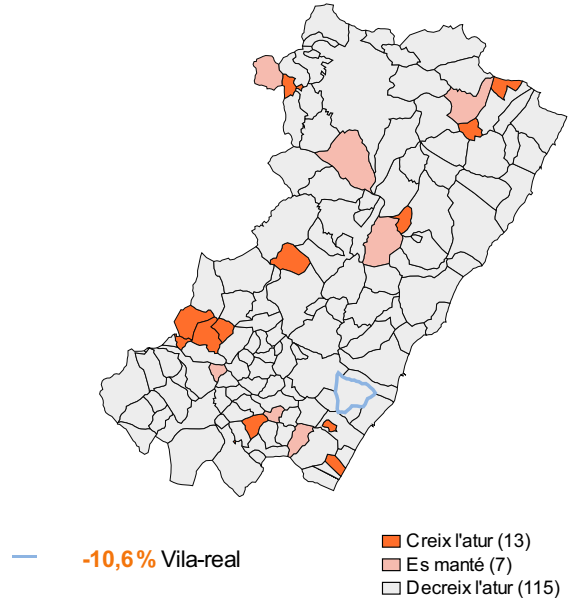 -10,6% Vila-real
Creix l'atur (13)
Es manté (7)
Decreix l'atur (115)